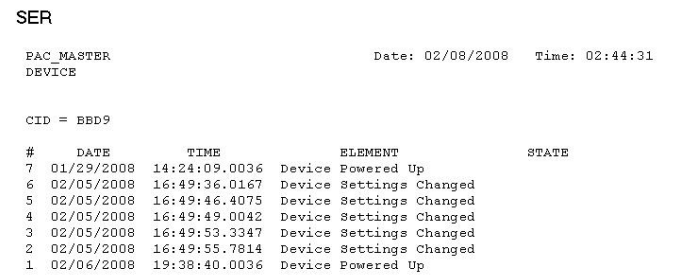 SER
PAC_MASTER Date: 02/08/2008 Time: 02:44:31
DEVICE
CID = BBD9
# DATE TIME ELEMENT STATE
7 01/29/2008 14:24:09.0036 Device Powered Up
6 02/05/2008 16:49:36.0167 Device Settings Changed
5 02/05/2008 16:49:46.4075 Device Settings Changed
4 02/05/2008 16:49:49.0042 Device Settings Changed
3 02/05/2008 16:49:53.3347 Device Settings Changed
2 02/05/2008 16:49:55.7814 Device Settings Changed
1 02/06/2008 19:38:40.0036 Device Powered Up